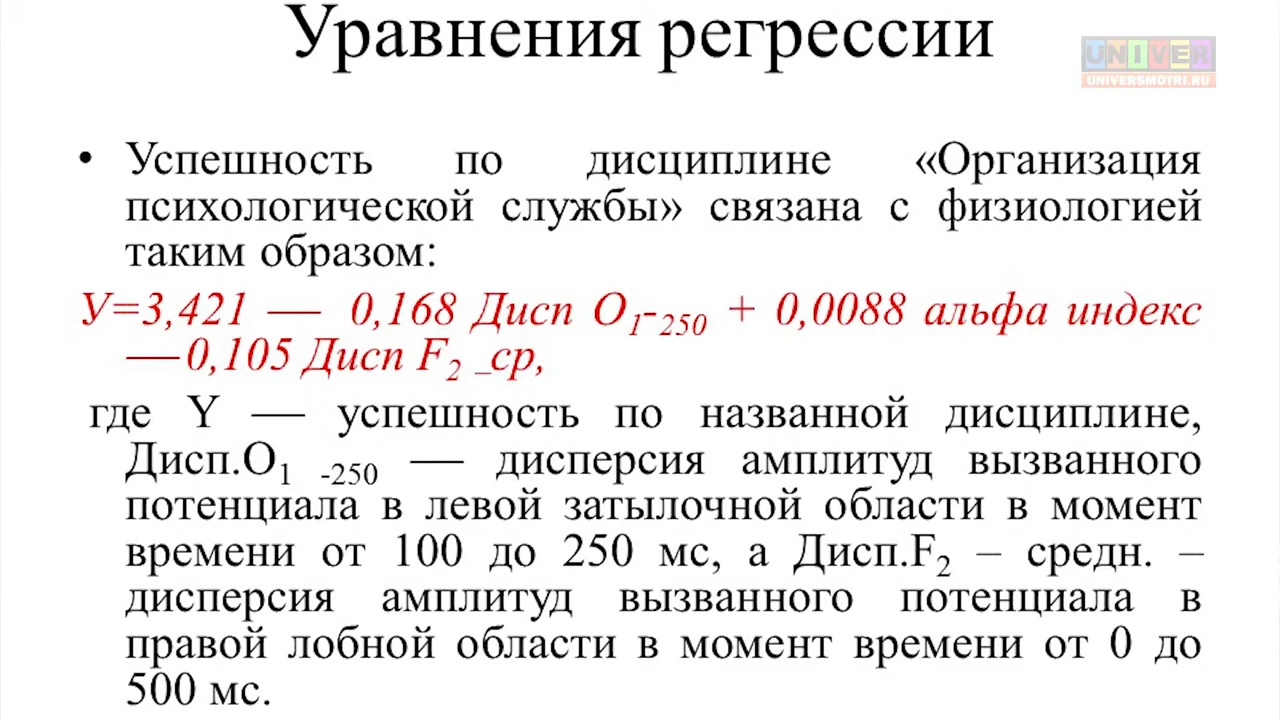 Уравнения регрессии
UNIVER
UNIVERSMOTRI.RU
• Успешность по дисциплине «Организация
психологической службы» связана с физиологией
таким образом:
У=3,421 — 0,168 Дисп О1-250 + 0,0088 альфа индекс
— 0,105 Дисп F2 _ср,
где Y — успешность по названной дисциплине,
Дисп.О1 -250 — дисперсия амплитуд вызванного
потенциала в левой затылочной области в момент
времени от 100 до 250 мс, а Дисп.F2 – средн. –
дисперсия амплитуд вызванного потенциала в
правой лобной области в момент времени от 0 до
500 мс.